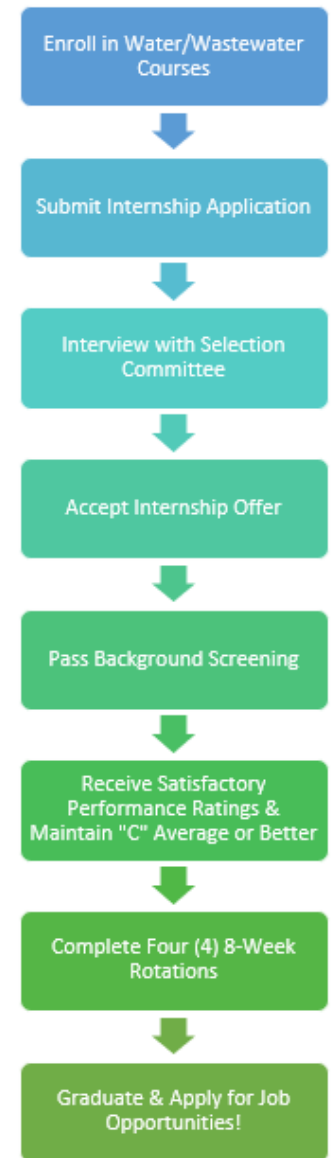 Enroll in Water/Wastewater
Courses
Submit Internship Application
Interview with Selection
Committee
Accept Internship Offer
Pass Background Screening
Receive Satisfactory
Performance Ratings &
Maintain "C" Average or Better
Complete Four (4) 8-Week
Rotations
Graduate & Apply for Job
Opportunities!